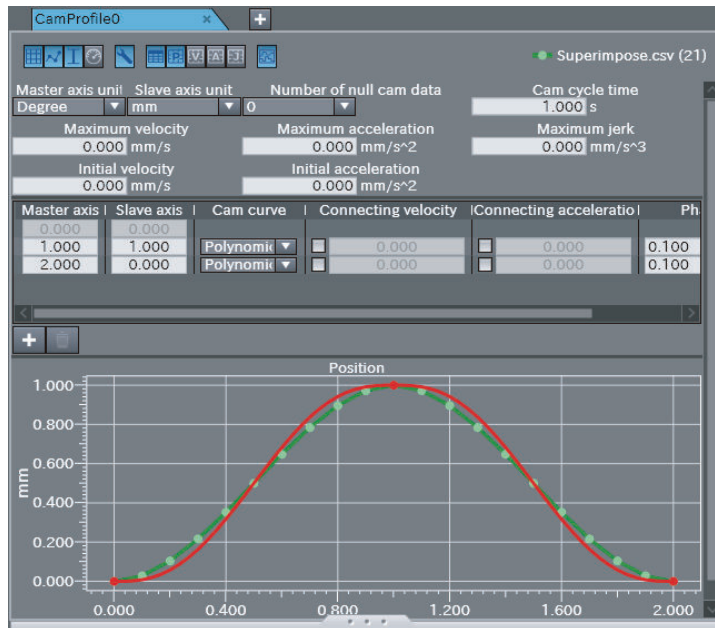 CamProfile0 × +
P V A J
Superimpose.csv (21)
Master axis unit Slave axis unit Number of null cam data Cam cycle time
Degree mm 0 1.000 s
Maximum velocity Maximum acceleration Maximum jerk
0.000 mm/s 0.000 mm/s^2 0.000 mm/s^3
Initial velocity Initial acceleration
0.000 mm/s 0.000 mm/s^2
Master axis Slave axis Cam curve Connecting velocity Connecting acceleratio Ph
0.000 0.000
1.000 1.000 Polynomic 0.000 0.000 0.100
2.000 0.000 Polynomic 0.000 0.000 0.100
+
Position
1.000
0.800
0.600
mm
0.400
0.200
0.000
0.000 0.400 0.800 1.200 1.600 2.000